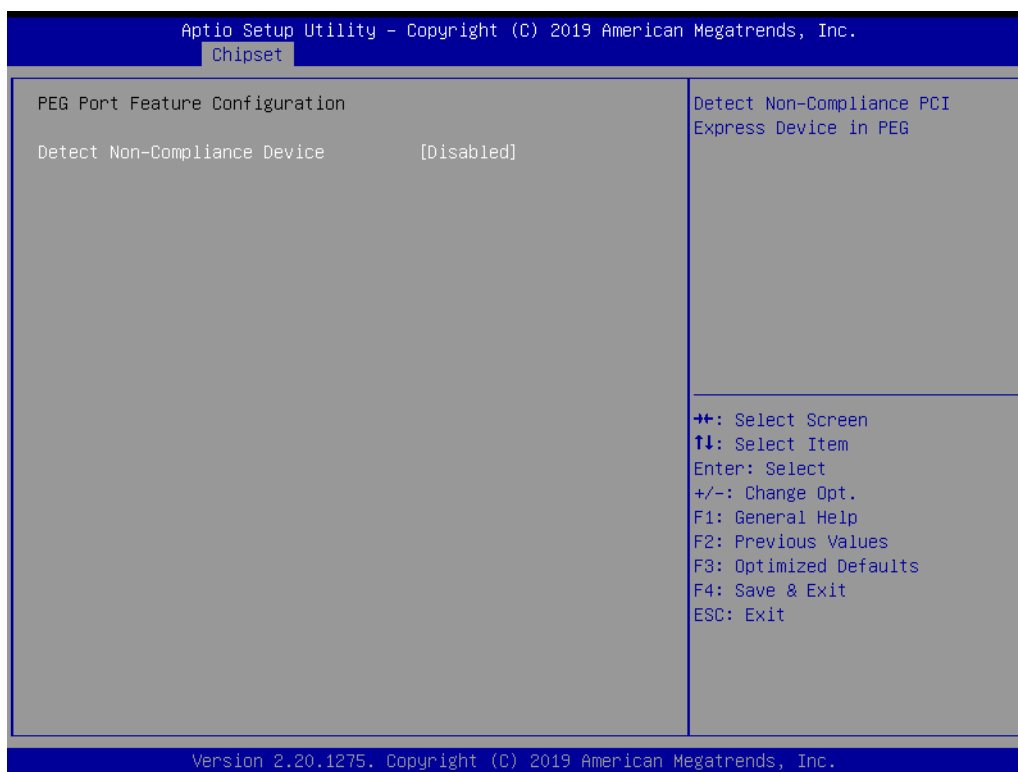 Aptio Setup Utility – Copyright (C) 2019 American Megatrends, Inc.
Chipset
PEG Port Feature Configuration
Detect Non-Compliance Device [Disabled]
Detect Non-Compliance PCI
Express Device in PEG
→←: Select Screen
↑↓: Select Item
Enter: Select
+/-: Change Opt.
F1: General Help
F2: Previous Values
F3: Optimized Defaults
F4: Save & Exit
ESC: Exit
Version 2.20.1275. Copyright (C) 2019 American Megatrends, Inc.